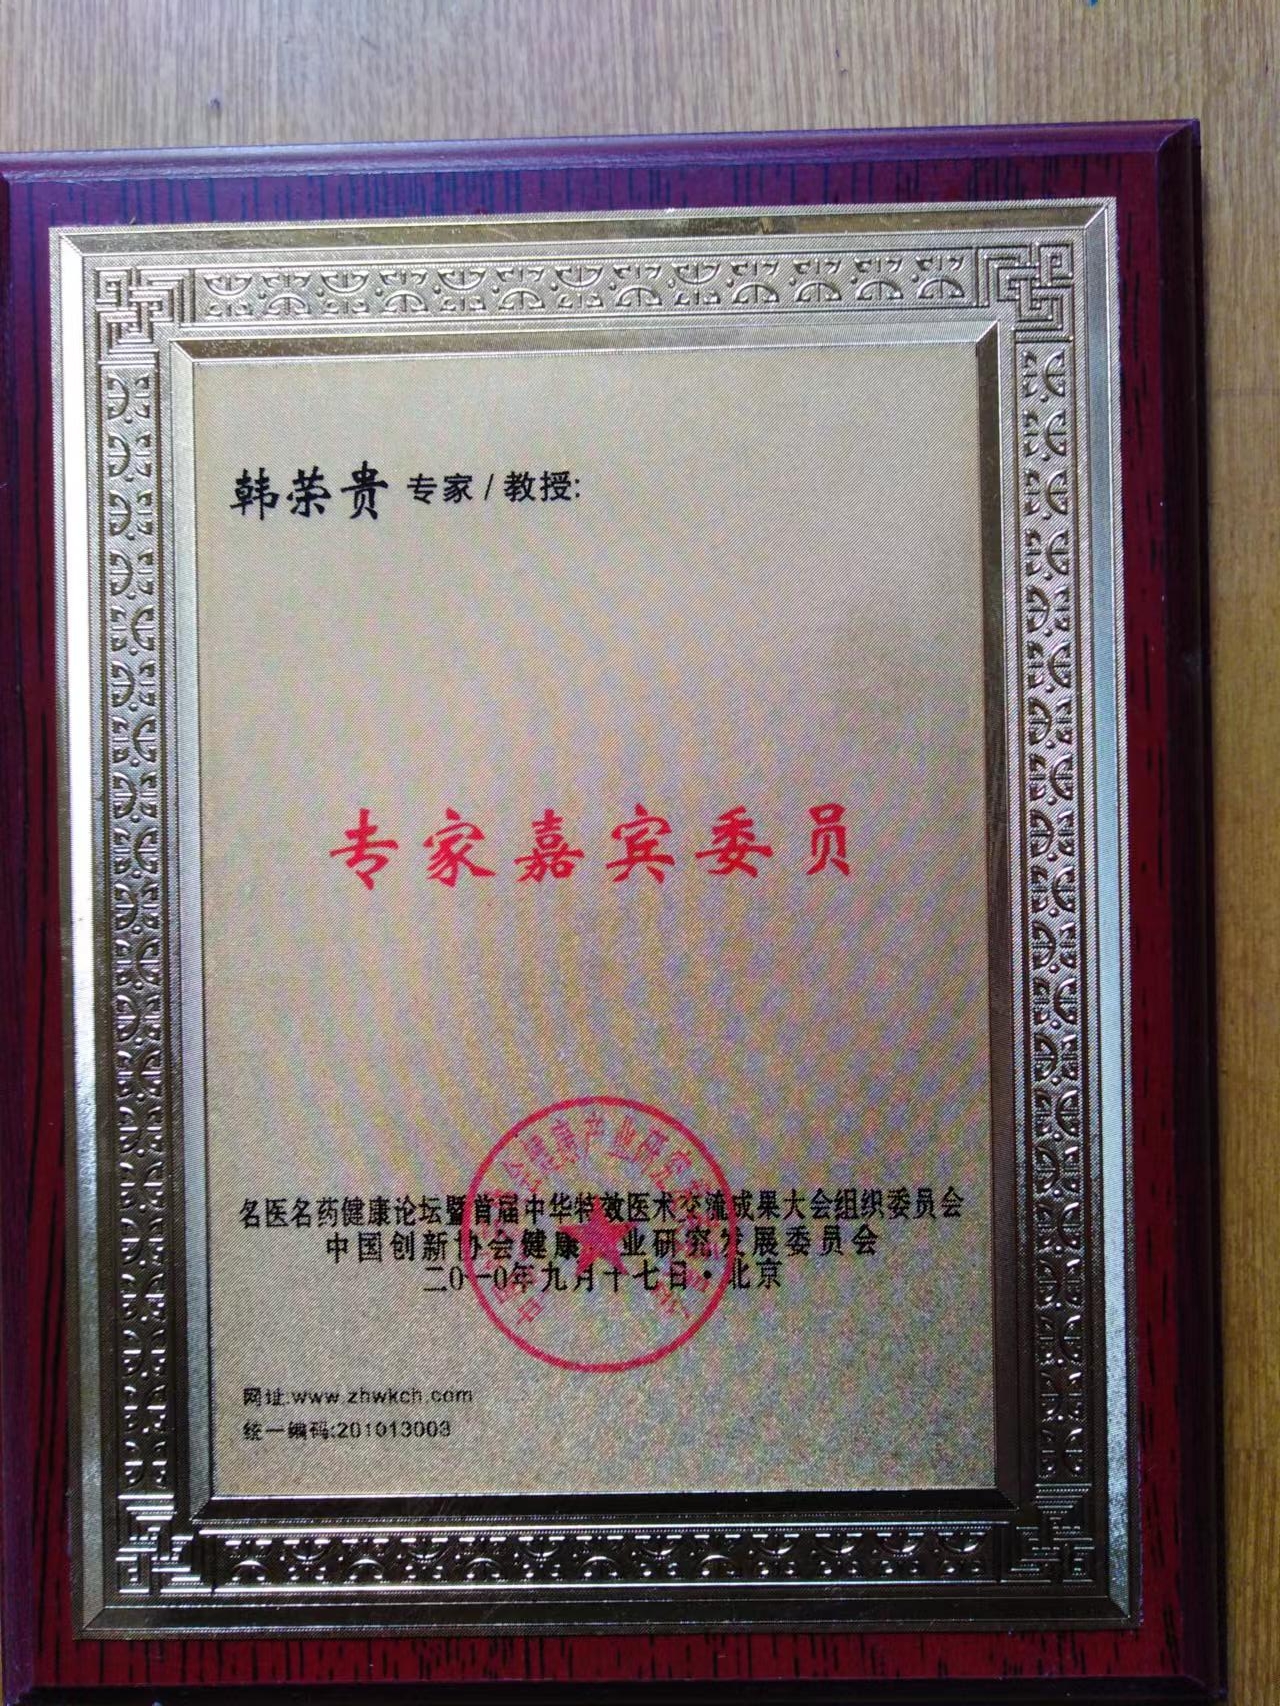 韩荣贵 专家 / 教授:
专家嘉宾委员
名医名药健康论坛暨首届中华特效医术交流成果大会组织委员会
中国创新协会健康产业研究发展委员会
二0一0年九月十七日·北京
网址:www.zhwkch.com
统一编码:201013003